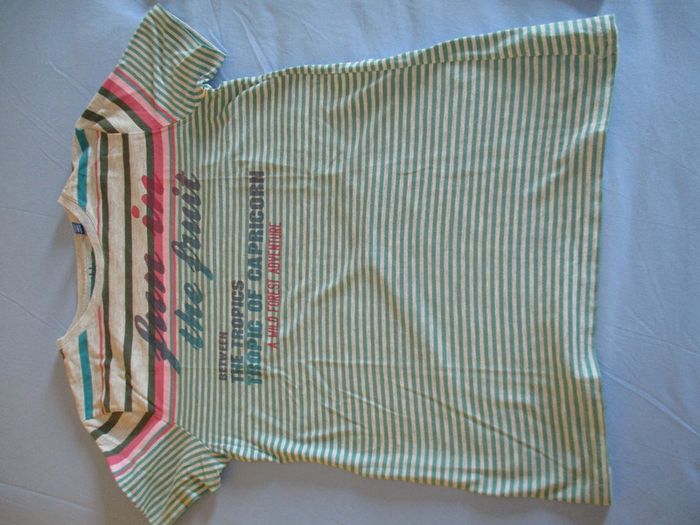 fun in
the fruit
BETWEEN
THE TROPICS
TROPIC OF CAPRICORN
A WILD FOREST ADVENTURE